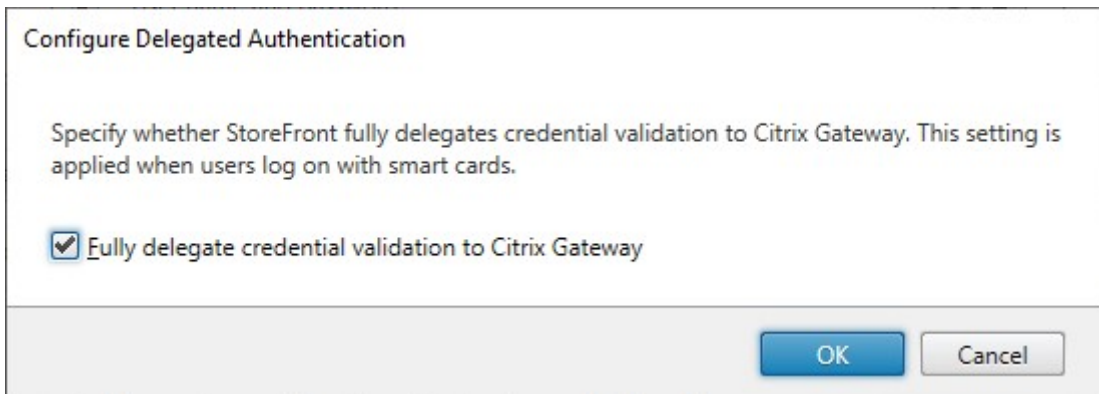 Configure Delegated Authentication
Specify whether StoreFront fully delegates credential validation to Citrix Gateway. This setting is
applied when users log on with smart cards.
Fully delegate credential validation to Citrix Gateway
OK
Cancel